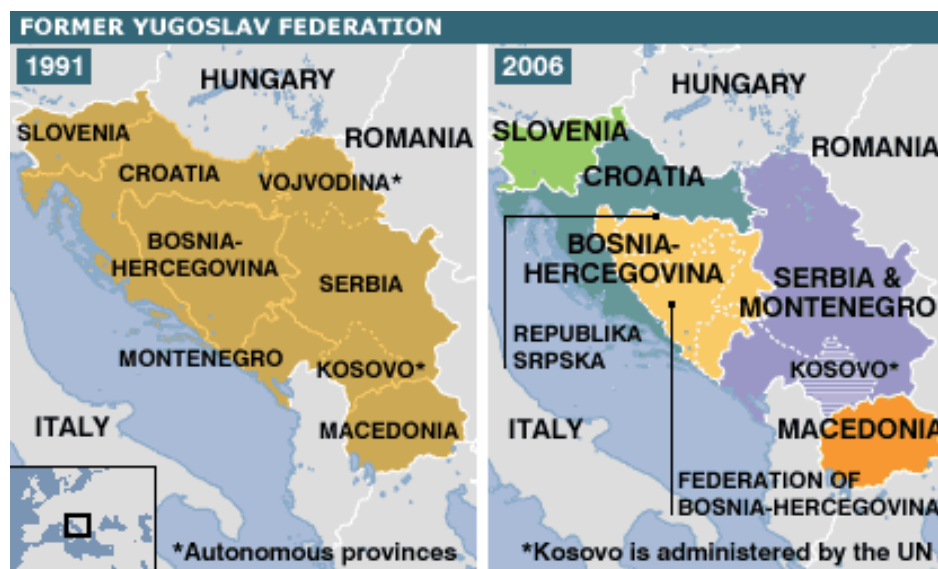 FORMER YUGOSLAV FEDERATION
1991
HUNGARY
SLOVENIA
ROMANIA
CROATIA
VOJVODINA*
BOSNIA-
HERCEGOVINA
SERBIA
MONTENEGRO
KOSOVO*
ITALY
MACEDONIA
*Autonomous provinces
2006
HUNGARY
SLOVENIA
ROMANIA
CROATIA
BOSNIA-
HERCEGOVINA
SERBIA &
MONTENEGRO
REPUBLIKA
SRPSKA
KOSOVO*
ITALY
MACEDONIA
FEDERATION OF
BOSNIA-HERCEGOVINA
*Kosovo is administered by the UN